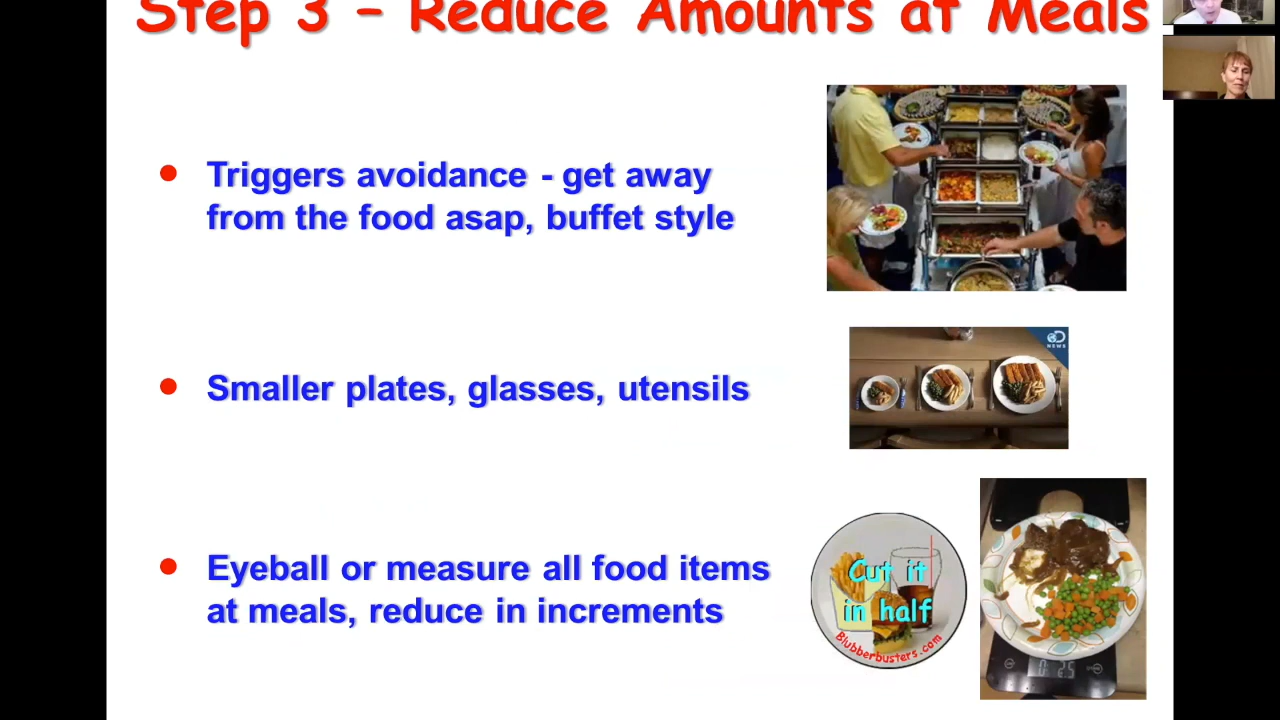 Step 3 – Reduce Amounts at Meals
Triggers avoidance - get away
from the food asap, buffet style
NEWS
Smaller plates, glasses, utensils
Eyeball or measure all food items
at meals, reduce in increments
Cut it
in half
Blubberbusters.com